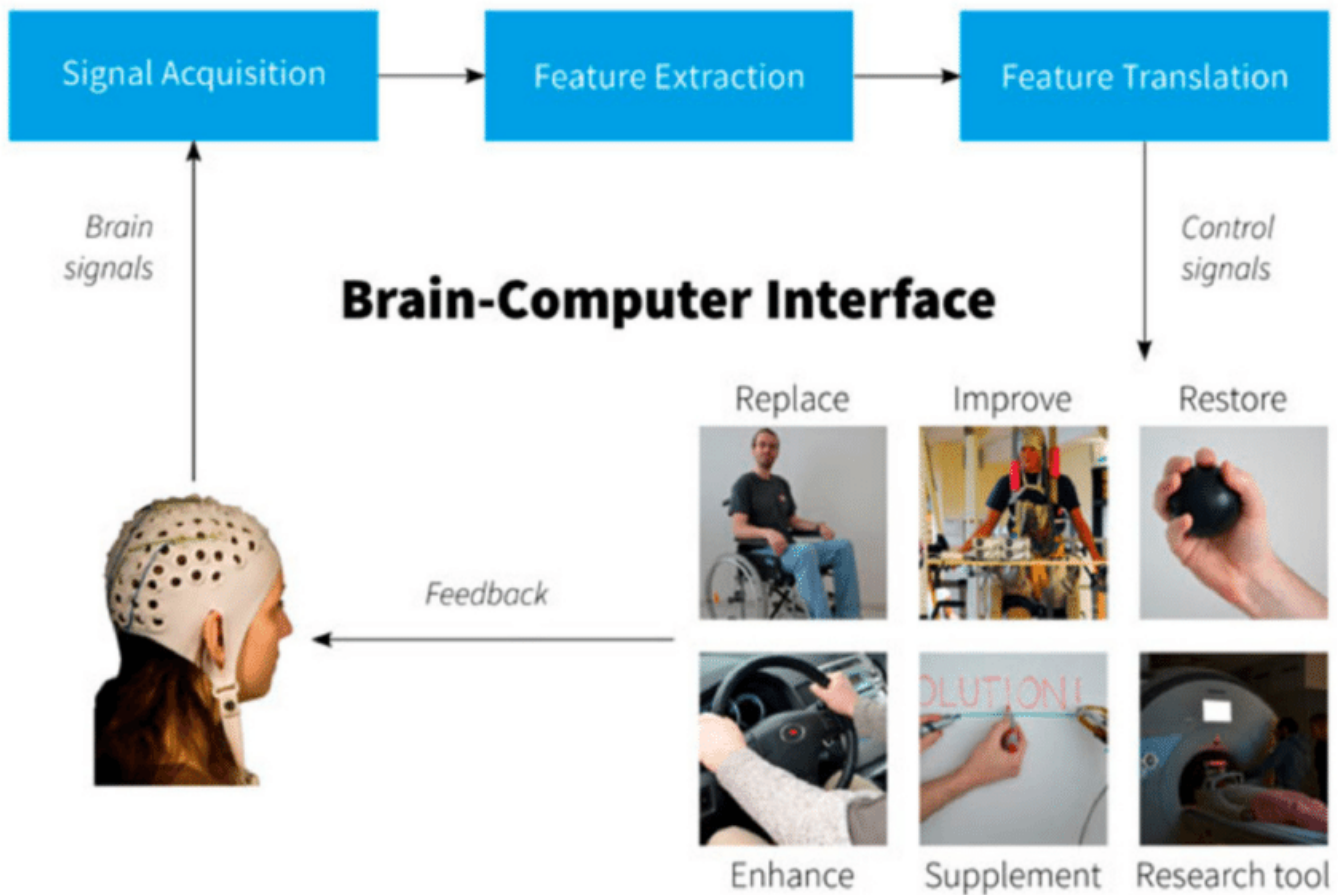 Signal Acquisition
Feature Extraction
Feature Translation
Brain
signals
Control
signals
Brain-Computer Interface
Replace
Improve
Restore
Feedback
OLUTION!
Enhance
Supplement
Research tool